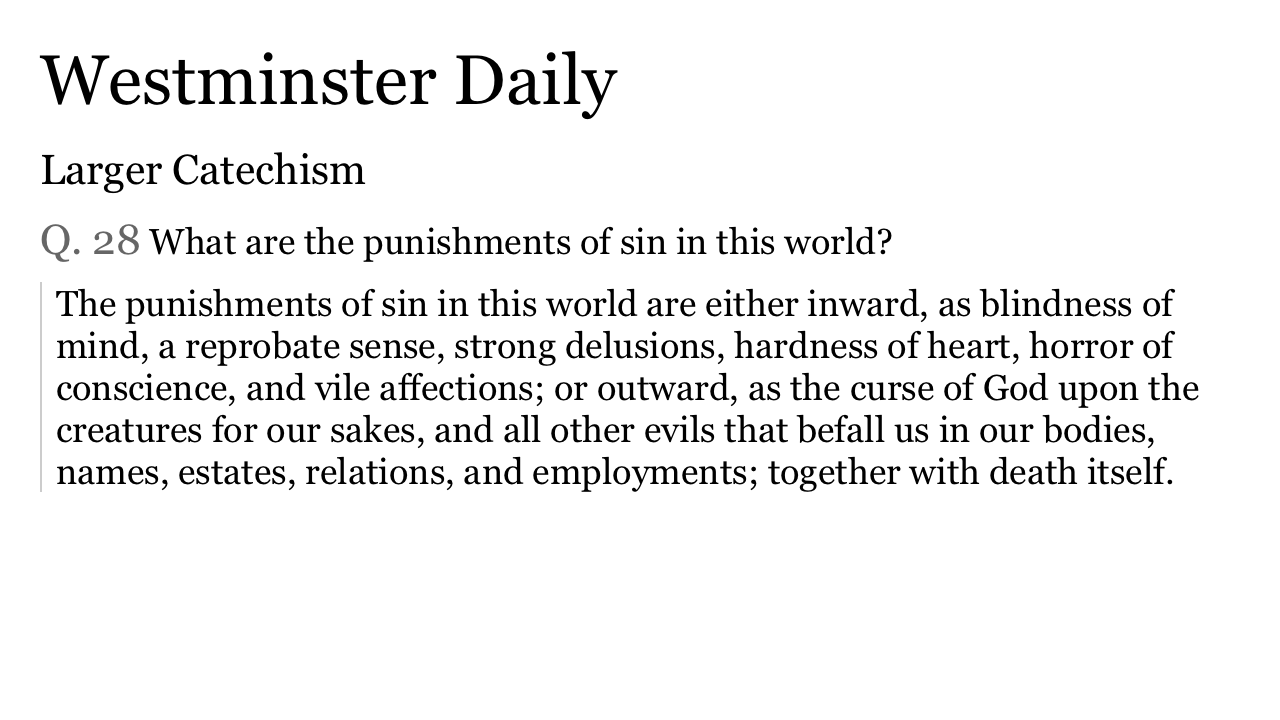 Westminster Daily
Larger Catechism
Q. 28 What are the punishments of sin in this world?
The punishments of sin in this world are either inward, as blindness of
mind, a reprobate sense, strong delusions, hardness of heart, horror of
conscience, and vile affections; or outward, as the curse of God upon the
creatures for our sakes, and all other evils that befall us in our bodies,
names, estates, relations, and employments; together with death itself.